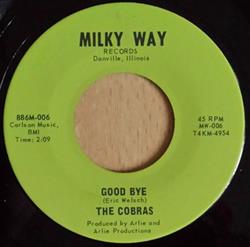 MILKY WAY
RECORDS
Danville, Illinois
886M-006
Carlson Music,
BMI
Time: 2:09
45 RPM
MW-006
T4KM-4954
GOOD BYE
(Eric Welsch)
THE COBRAS
Produced by Arlie and
Arlie Productions